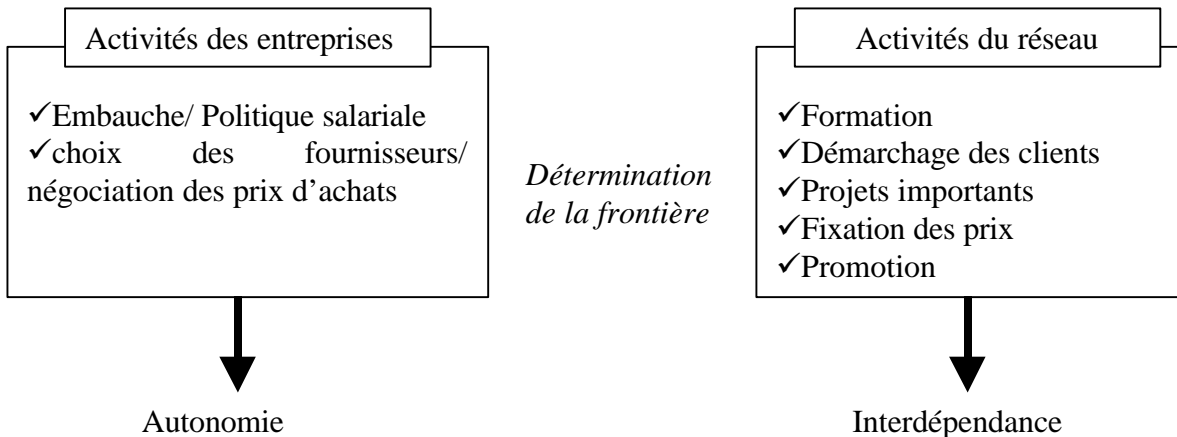 Activités des entreprises
✓Embauche/ Politique salariale
✓choix des fournisseurs/
négociation des prix d’achats
Autonomie
Détermination
de la frontière
Activités du réseau
✓Formation
✓Démarchage des clients
✓Projets importants
✓Fixation des prix
✓Promotion
Interdépendance